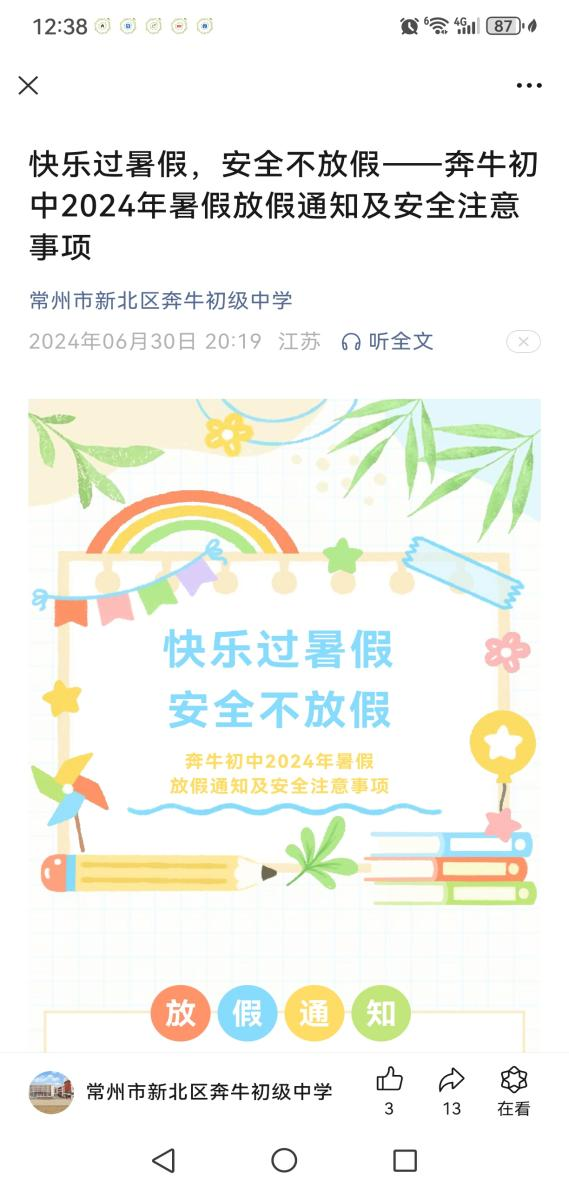 12:38
6
4G
87
快乐过暑假，安全不放假——奔牛初
中2024年暑假放假通知及安全注意
事项
常州市新北区奔牛初级中学
2024年06月30日 20:19 江苏 听全文
快乐过暑假
安全不放假
奔牛初中2024年暑假
放假通知及安全注意事项
放假通知
常州市新北区奔牛初级中学
3
13
在看